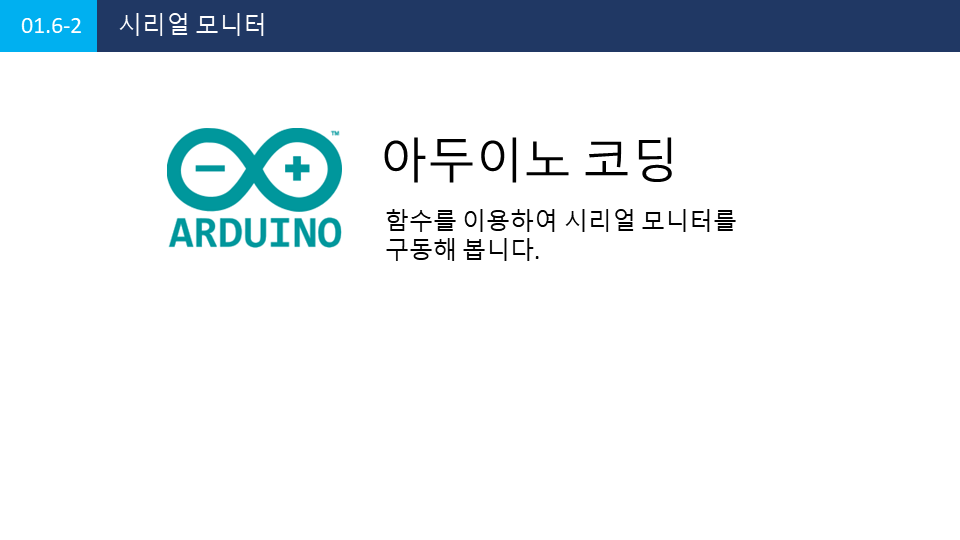 01.6-2 시리얼 모니터
아두이노 코딩
함수를 이용하여 시리얼 모니터를
구동해 봅니다.
ARDUINO
TM